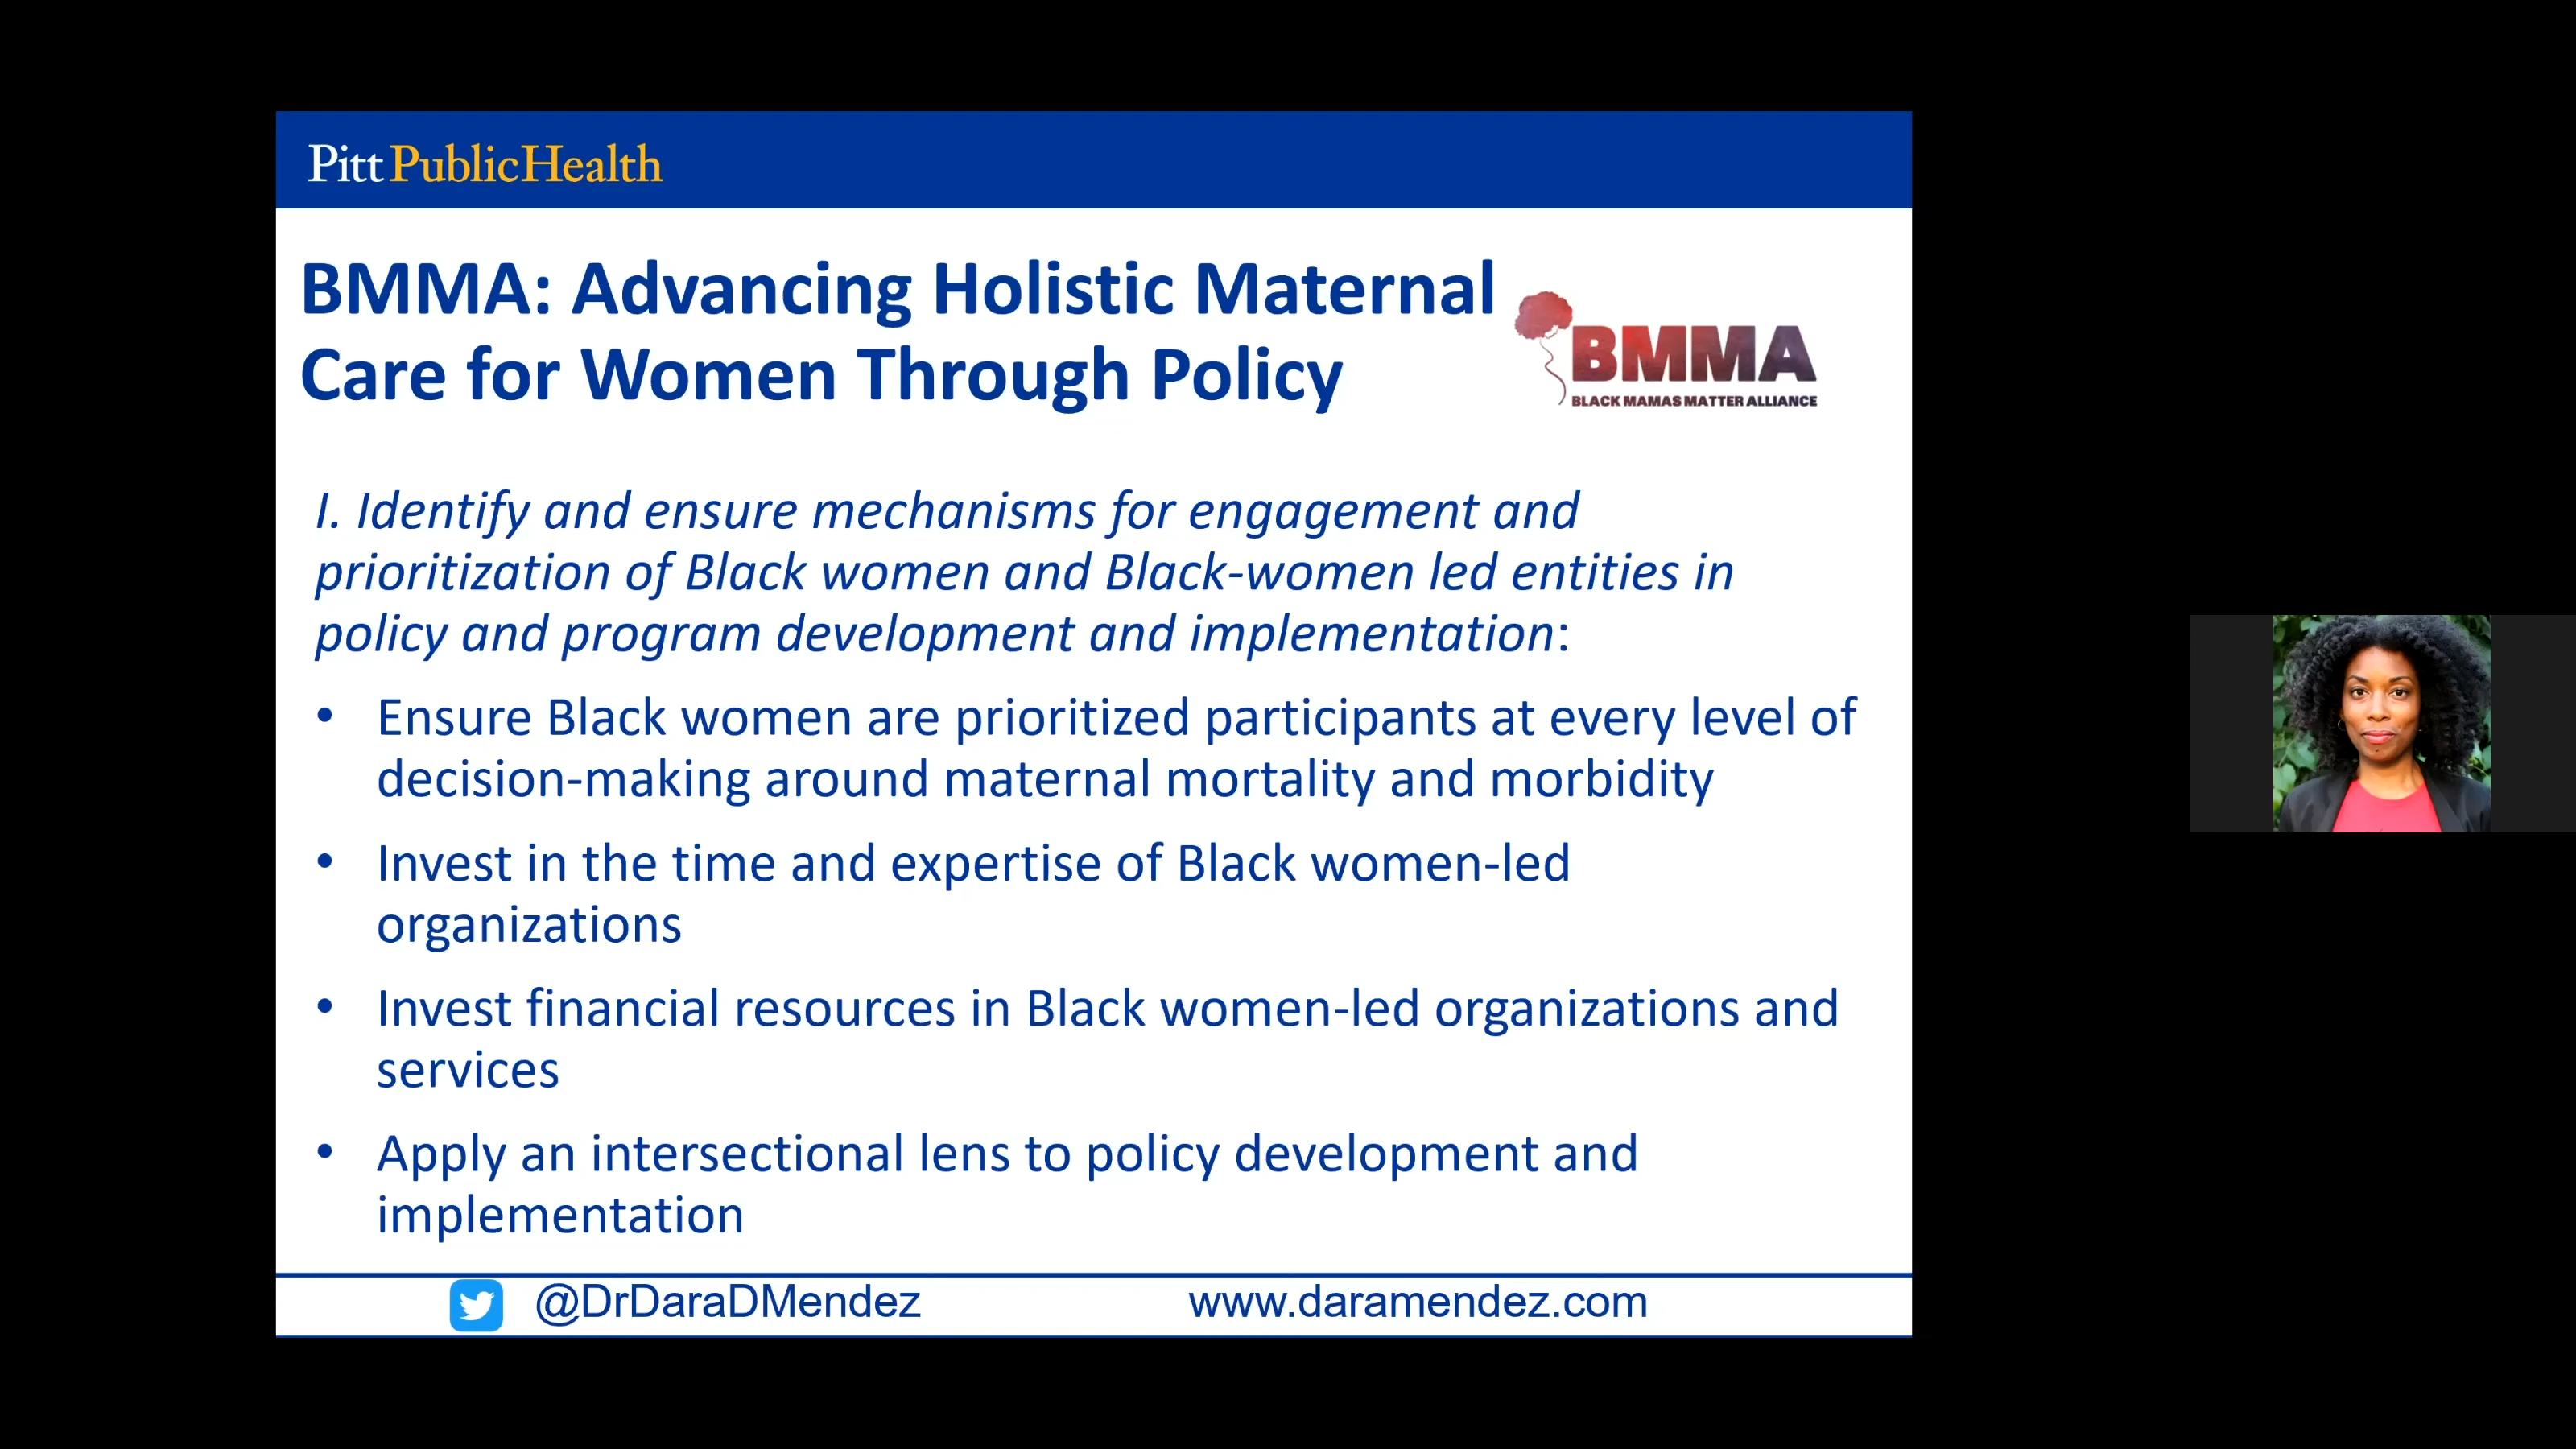 Pitt PublicHealth
BMMA: Advancing Holistic Maternal
Care for Women Through Policy
BMMA
BLACK MAMAS MATTER ALLIANCE
I. Identify and ensure mechanisms for engagement and
prioritization of Black women and Black-women led entities in
policy and program development and implementation:
• Ensure Black women are prioritized participants at every level of
decision-making around maternal mortality and morbidity
• Invest in the time and expertise of Black women-led
organizations
• Invest financial resources in Black women-led organizations and
services
• Apply an intersectional lens to policy development and
implementation
@DrDaraDMendez www.daramendez.com